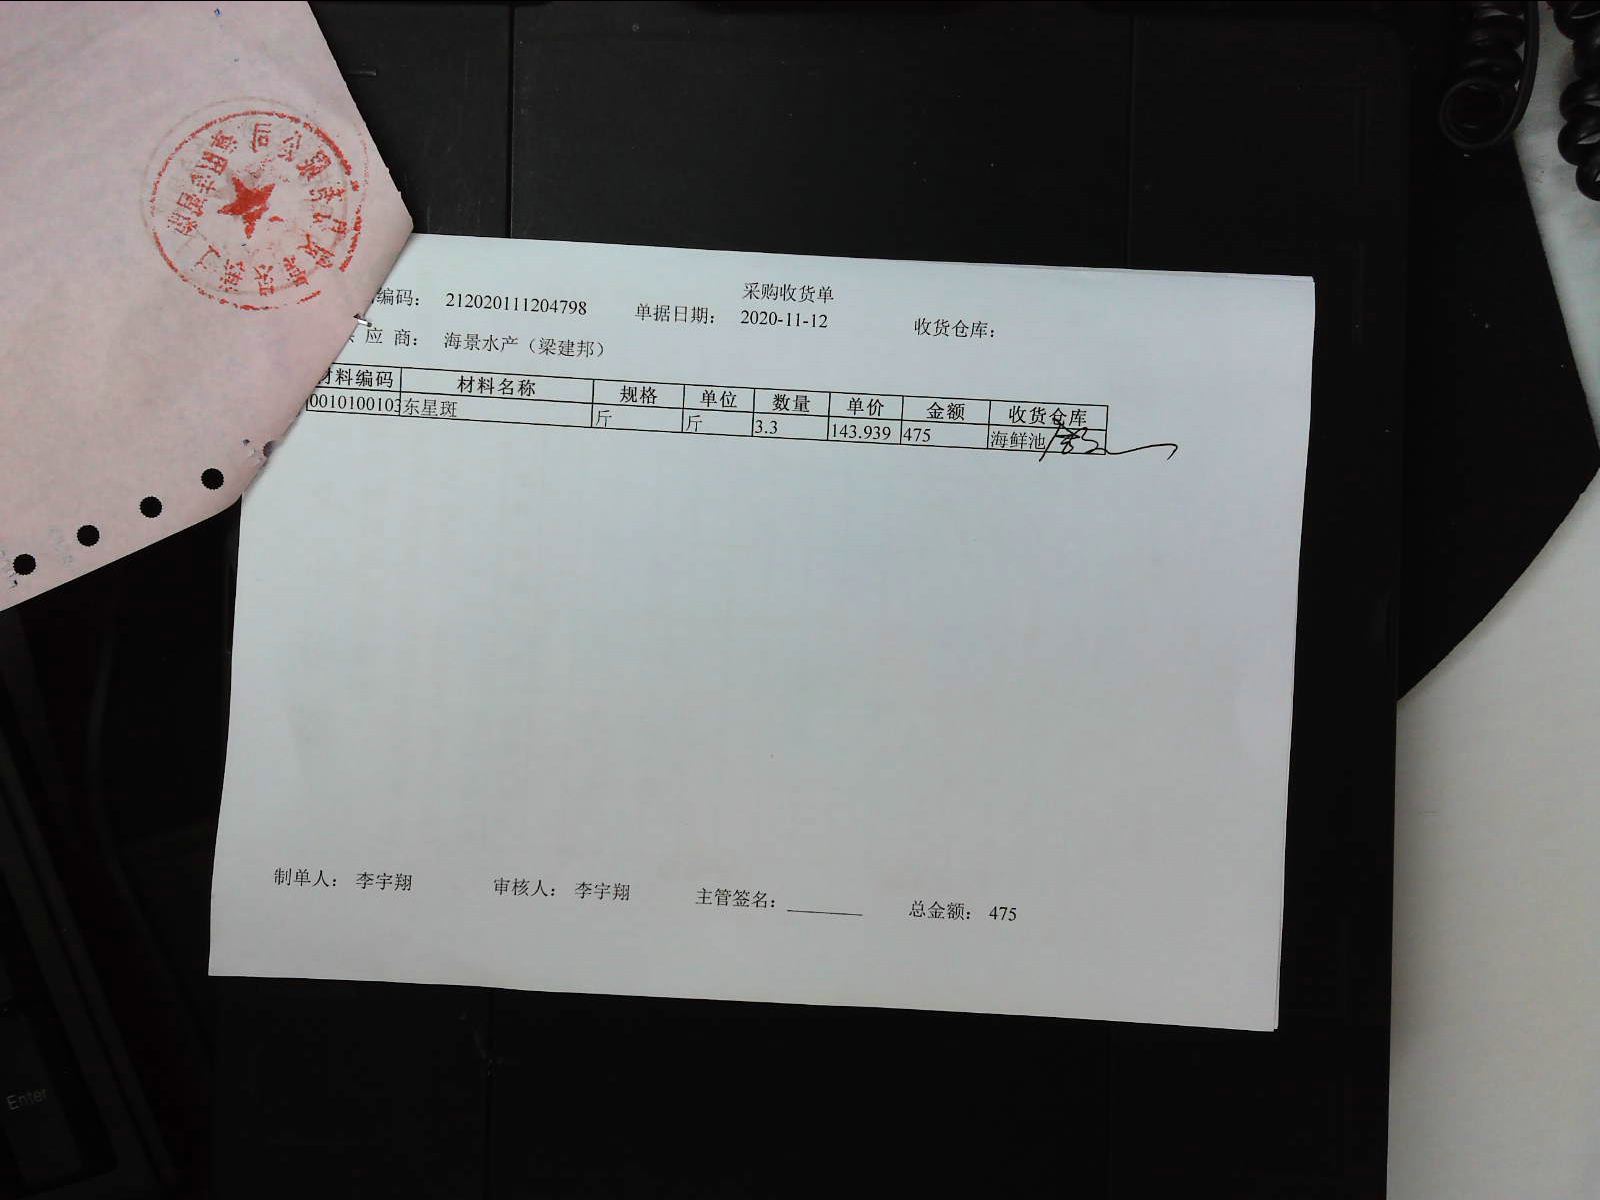 采购收货单
编码： 212020111204798 单据日期： 2020-11-12 收货仓库：
应 商： 海景水产（梁建邦）
材料编码 材料名称 规格 单位 数量 单价 金额 收货仓库
0010100103 东星斑 斤 斤 3.3 143.939 475 海鲜池
制单人： 李宇翔 审核人： 李宇翔 主管签名： 总金额： 475
Enter